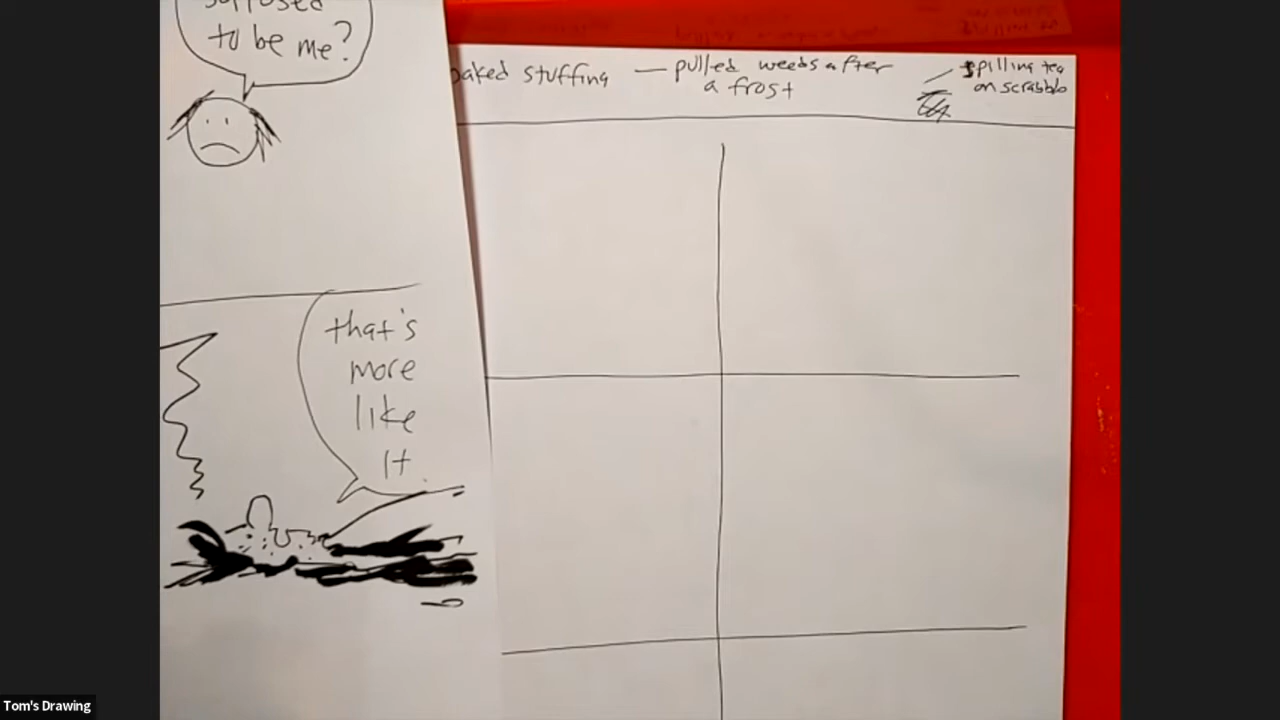 to be me?
that's
more
like
it.
baked stuffing
— pulled weeds after
a frost
— spilling tea
on scrabble
Tom's Drawing